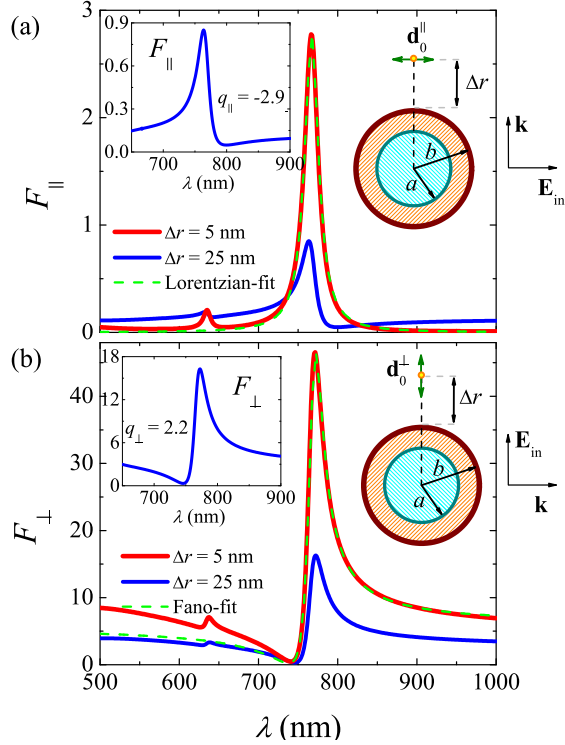 (a)
3
2
1
0
F∥
0.9
0.6
0.3
0.0
F∥
q∥ = -2.9
700 800 900
λ (nm)
Δr = 5 nm
Δr = 25 nm
Lorentzian-fit
d₀∥
Δr
b
a
k
E_in
(b)
40
30
20
10
0
F⊥
18
12
6
0
F⊥
q⊥ = 2.2
700 800 900
λ (nm)
Δr = 5 nm
Δr = 25 nm
Fano-fit
d₀⊥
Δr
b
a
E_in
k
500 600 700 800 900 1000
λ (nm)